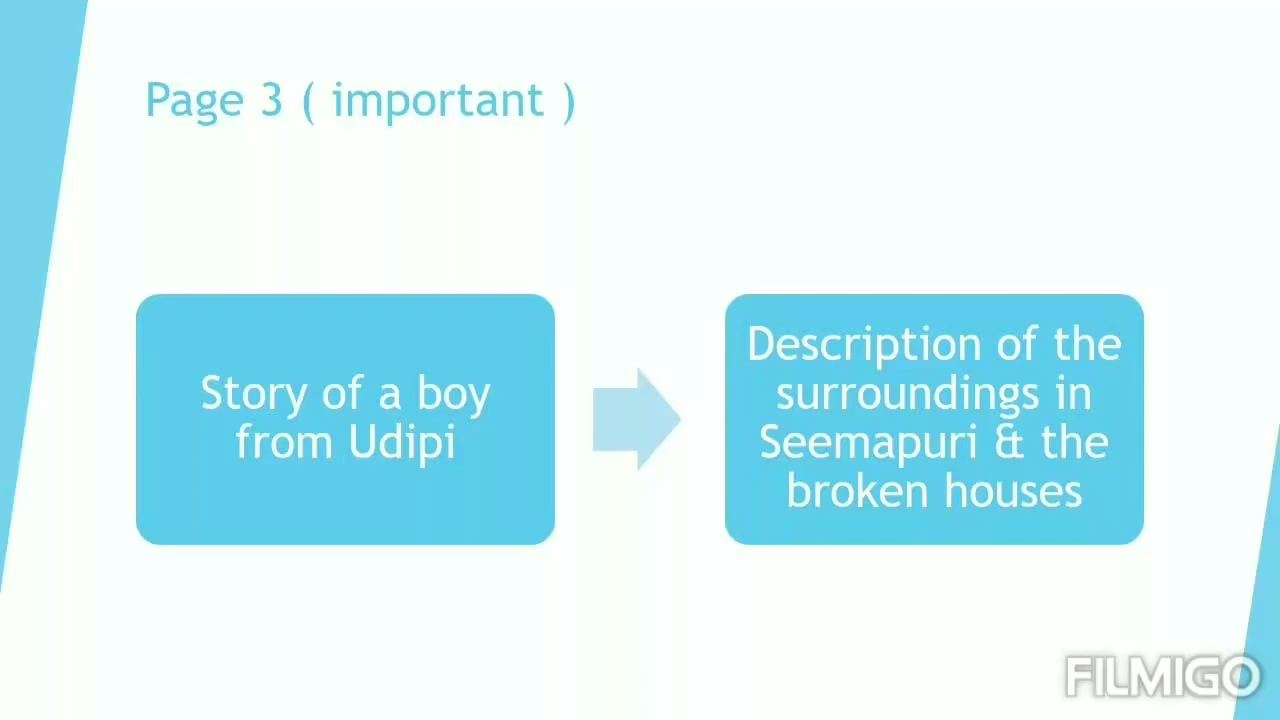 Page 3 ( important )
Story of a boy
from Udipi
Description of the
surroundings in
Seemapuri & the
broken houses
FILMIGO